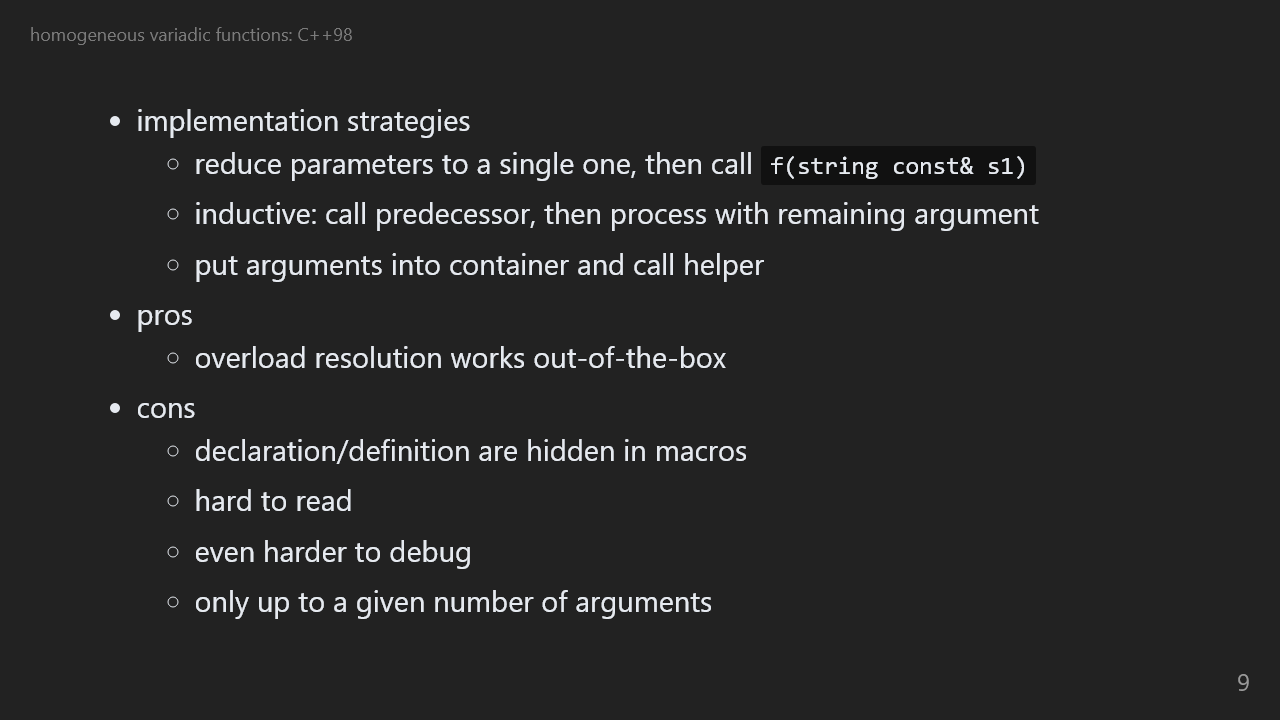 homogeneous variadic functions: C++98
• implementation strategies
○ reduce parameters to a single one, then call f(string const& s1)
○ inductive: call predecessor, then process with remaining argument
○ put arguments into container and call helper
• pros
○ overload resolution works out-of-the-box
• cons
○ declaration/definition are hidden in macros
○ hard to read
○ even harder to debug
○ only up to a given number of arguments
9